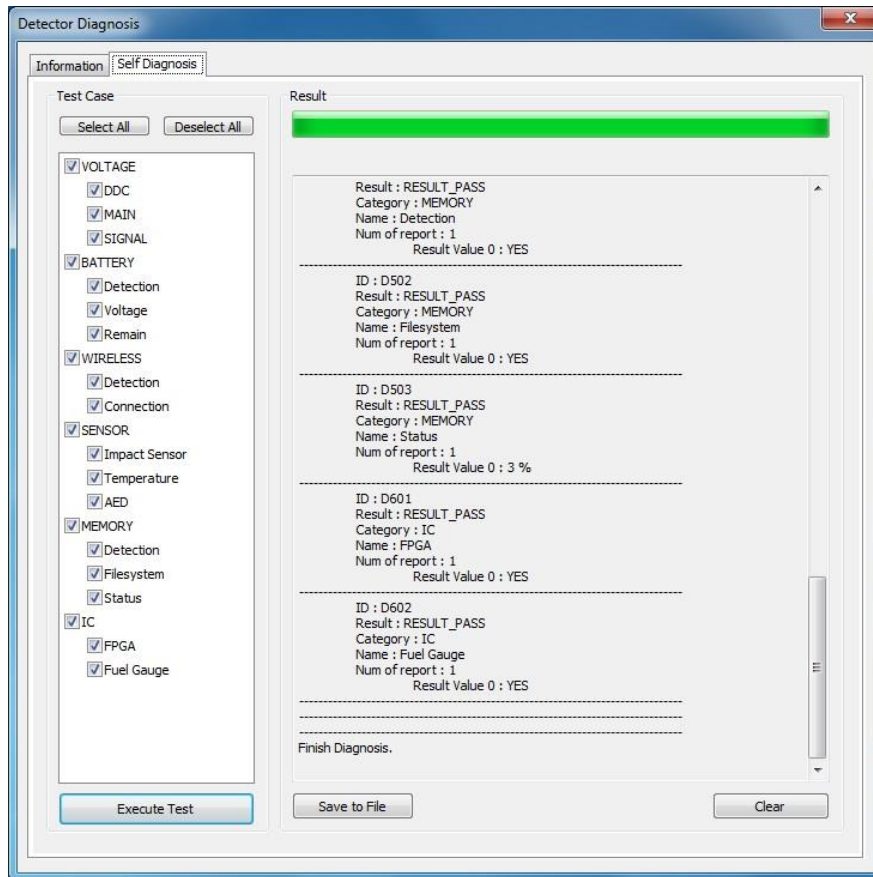 Detector Diagnosis
Information
Self Diagnosis
Test Case
Select All
Deselect All
VOLTAGE
DDC
MAIN
SIGNAL
BATTERY
Detection
Voltage
Remain
WIRELESS
Detection
Connection
SENSOR
Impact Sensor
Temperature
AED
MEMORY
Detection
Filesystem
Status
IC
FPGA
Fuel Gauge
Execute Test
Result
Result : RESULT_PASS
Category : MEMORY
Name : Detection
Num of report : 1
Result Value 0 : YES
--------------------------------------------------------------------------------
ID : D502
Result : RESULT_PASS
Category : MEMORY
Name : Filesystem
Num of report : 1
Result Value 0 : YES
--------------------------------------------------------------------------------
ID : D503
Result : RESULT_PASS
Category : MEMORY
Name : Status
Num of report : 1
Result Value 0 : 3 %
--------------------------------------------------------------------------------
ID : D601
Result : RESULT_PASS
Category : IC
Name : FPGA
Num of report : 1
Result Value 0 : YES
--------------------------------------------------------------------------------
ID : D602
Result : RESULT_PASS
Category : IC
Name : Fuel Gauge
Num of report : 1
Result Value 0 : YES
--------------------------------------------------------------------------------
--------------------------------------------------------------------------------
--------------------------------------------------------------------------------
Finish Diagnosis.
Save to File
Clear